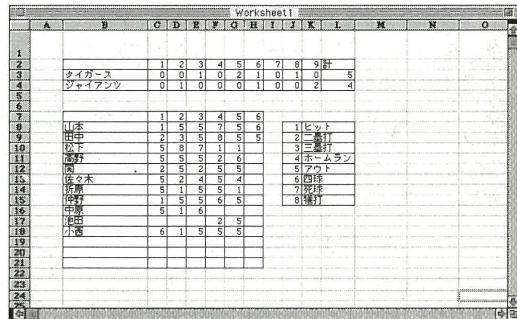 Worksheet1
A B C D E F G H I J K L M N O
1
2 1 2 3 4 5 6 7 8 9 計
3 タイガース 0 0 1 0 2 1 0 1 0 5
4 ジャイアンツ 0 1 0 0 0 1 0 0 2 4
5
6
7 1 2 3 4 5 6
8 山本 1 5 5 7 5 6 1 ヒット
9 田中 2 3 5 8 5 5 2 二塁打
10 松下 5 8 7 1 1 3 三塁打
11 高野 5 5 5 2 6 4 ホームラン
12 関 2 5 2 5 5 5 アウト
13 佐々木 5 2 4 5 4 6 四球
14 折原 5 1 5 5 1 7 死球
15 仲野 1 5 5 6 5 8 犠打
16 中原 5 1 6
17 池田 2 5
18 小西 6 1 5 5 5
19
20
21
22
23
24
25